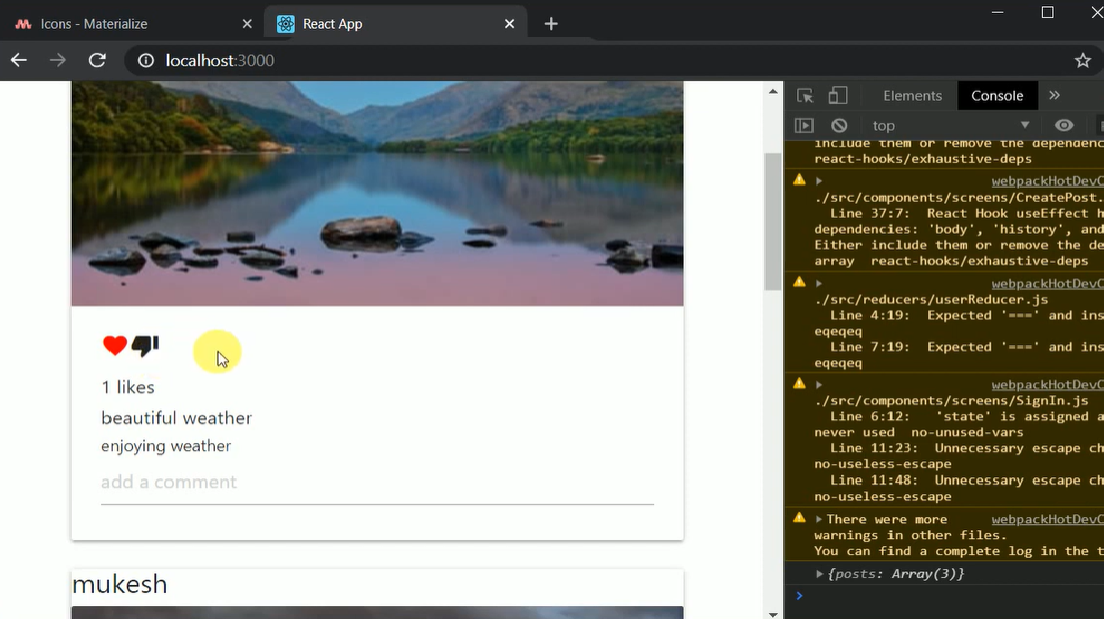 Icons - Materialize
React App
localhost:3000
Elements
Console
top
include them or remove the dependenc
react-hooks/exhaustive-deps
webpackHotDevC
./src/components/screens/CreatePost.
Line 37:7: React Hook useEffect h
dependencies: 'body', 'history', and
Either include them or remove the de
array react-hooks/exhaustive-deps
webpackHotDevC
./src/reducers/userReducer.js
Line 4:19: Expected '===' and ins
eqeqeq
Line 7:19: Expected '===' and ins
eqeqeq
webpackHotDevC
./src/components/screens/SignIn.js
Line 6:12: 'state' is assigned a
never used no-unused-vars
Line 11:23: Unnecessary escape ch
no-useless-escape
Line 11:48: Unnecessary escape ch
no-useless-escape
There were more webpackHotDevC
warnings in other files.
You can find a complete log in the t
{posts: Array(3)}
1 likes
beautiful weather
enjoying weather
add a comment
mukesh